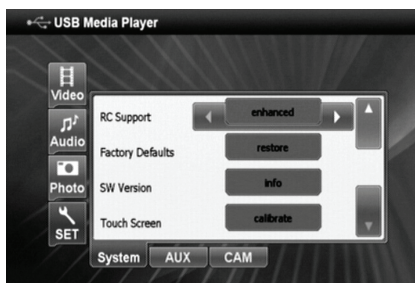 USB Media Player
Video
Audio
Photo
SET
RC Support enhanced
Factory Defaults restore
SW Version info
Touch Screen calibrate
System AUX CAM